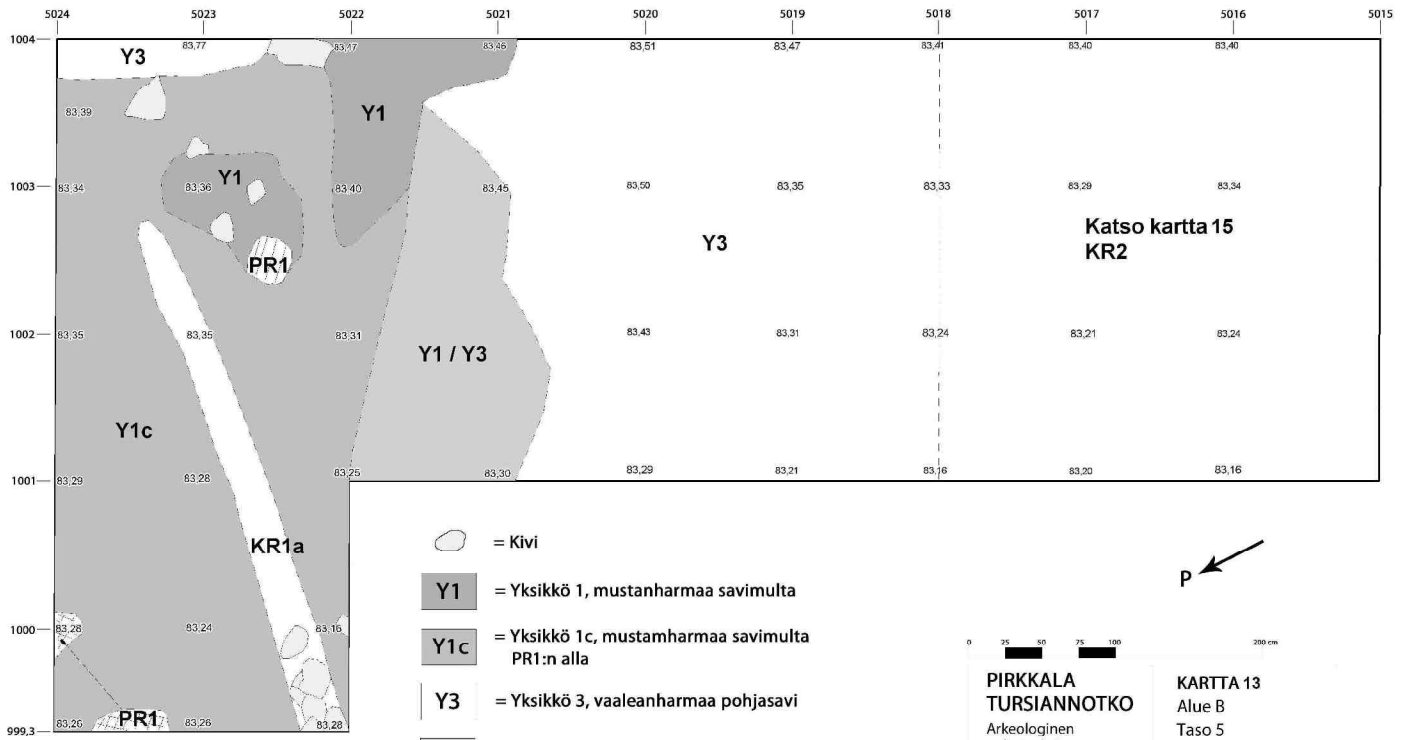 5024 5023 5022 5021 5020 5019 5018 5017 5016 5015
1004
Y3
83,77 83,47 83,46 83,51 83,47 83,41 83,40 83,40
83,39
Y1
1003
Y1
83,34 83,36 83,40 83,45 83,50 83,35 83,33 83,29 83,34
Katso kartta 15
KR2
Y3
PR1
1002
83,35 83,35 83,31 83,43 83,31 83,24 83,21 83,24
Y1 / Y3
Y1c
1001
83,29 83,28 83,25 83,30 83,29 83,21 83,16 83,20 83,16
KR1a
1000
83,28 83,24 83,16
PR1
999,3
83,26 83,26 83,28
= Kivi
Y1 = Yksikkö 1, mustanharmaa savimulta
Y1c = Yksikkö 1c, mustamharmaa savimulta
PR1:n alla
Y3 = Yksikkö 3, vaaleanharmaa pohjasavi
P
0 25 50 75 100 200 cm
PIRKKALA
TURSIANNOTKO
Arkeologinen
KARTTA 13
Alue B
Taso 5